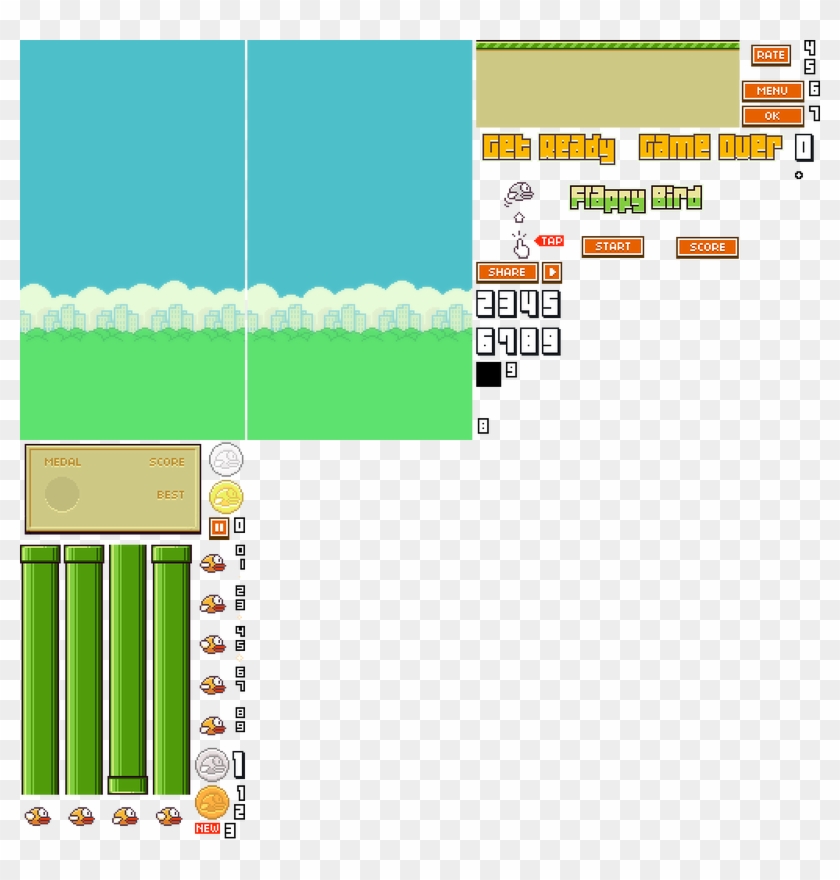 RATE
4
5
MENU
6
OK
7
Get Ready
Game Over
0
Flappy Bird
TAP
START
SCORE
SHARE
2345
6789
9
8
MEDAL
SCORE
BEST
0
0
1
2
3
4
5
6
7
8
9
1
1
2
NEW
3